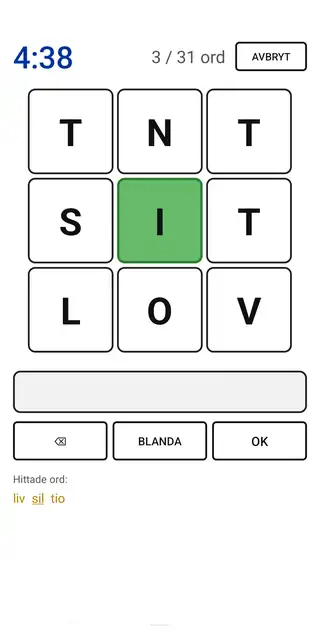 4:38 3 / 31 ord AVBRYT
T N T
S I T
L O V
BLANDA OK
Hittade ord:
liv sil tio